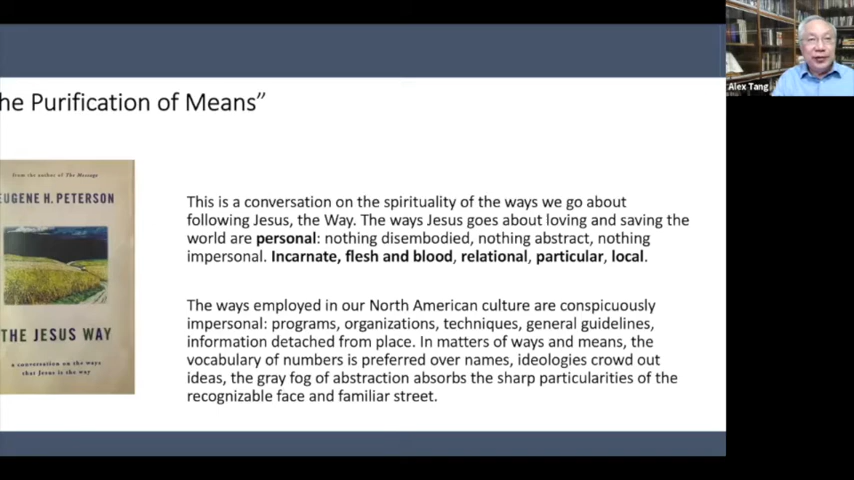 he Purification of Means”
Alex Tang
from the author of The Message
EUGENE H. PETERSON
THE JESUS WAY
a conversation on the ways
that Jesus is the way
This is a conversation on the spirituality of the ways we go about
following Jesus, the Way. The ways Jesus goes about loving and saving the
world are personal: nothing disembodied, nothing abstract, nothing
impersonal. Incarnate, flesh and blood, relational, particular, local.
The ways employed in our North American culture are conspicuously
impersonal: programs, organizations, techniques, general guidelines,
information detached from place. In matters of ways and means, the
vocabulary of numbers is preferred over names, ideologies crowd out
ideas, the gray fog of abstraction absorbs the sharp particularities of the
recognizable face and familiar street.